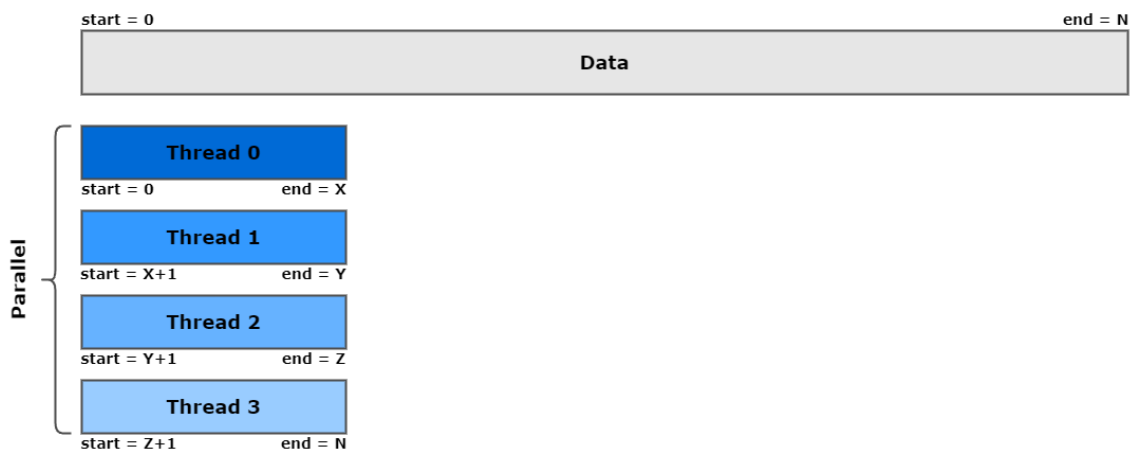 start = 0 end = N
Data
Thread 0
start = 0 end = X
Thread 1
start = X+1 end = Y
Parallel
Thread 2
start = Y+1 end = Z
Thread 3
start = Z+1 end = N